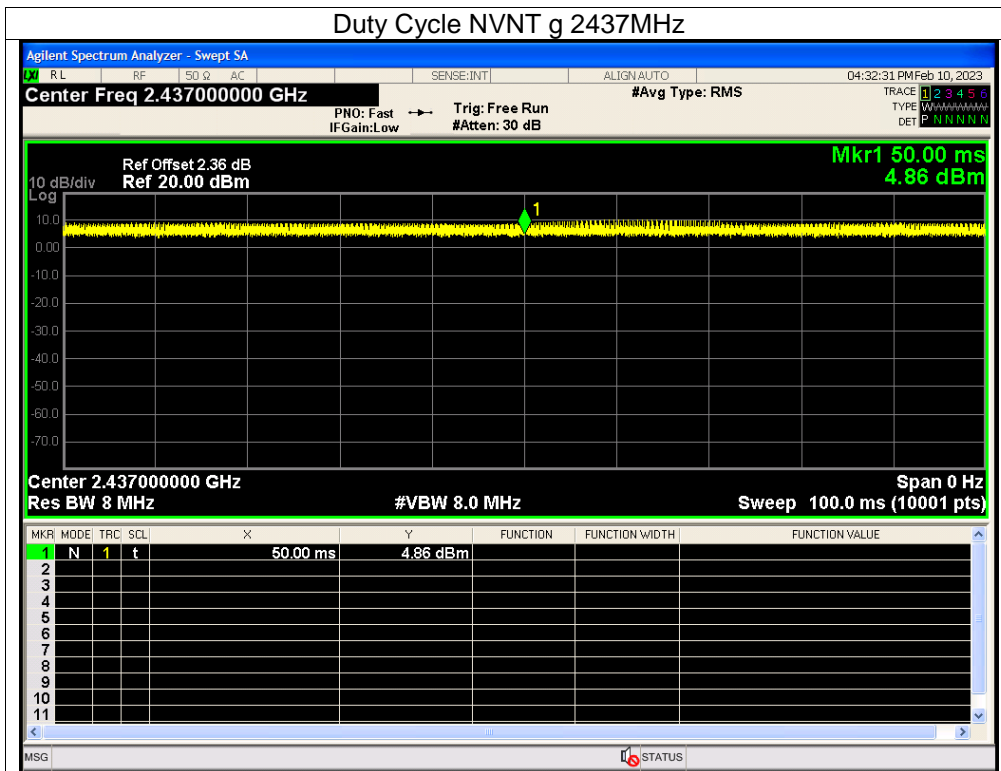 Duty Cycle NVNT g 2437MHz
Agilent Spectrum Analyzer - Swept SA
LXI RL RF 50 Ω AC SENSE:INT ALIGN AUTO 04:32:31 PM Feb 10, 2023
Center Freq 2.437000000 GHz #Avg Type: RMS TRACE 1 2 3 4 5 6
PNO: Fast Trig: Free Run TYPE WWWWWW
IFGain:Low #Atten: 30 dB DET P N N N N N
Mkr1 50.00 ms
Ref Offset 2.36 dB
10 dB/div Ref 20.00 dBm 4.86 dBm
Log
1
10.0
0.00
-10.0
-20.0
-30.0
-40.0
-50.0
-60.0
-70.0
Center 2.437000000 GHz Span 0 Hz
Res BW 8 MHz #VBW 8.0 MHz Sweep 100.0 ms (10001 pts)
MKR MODE TRC SCL X Y FUNCTION FUNCTION WIDTH FUNCTION VALUE
1 N 1 t 50.00 ms 4.86 dBm
2
3
4
5
6
7
8
9
10
11
MSG STATUS